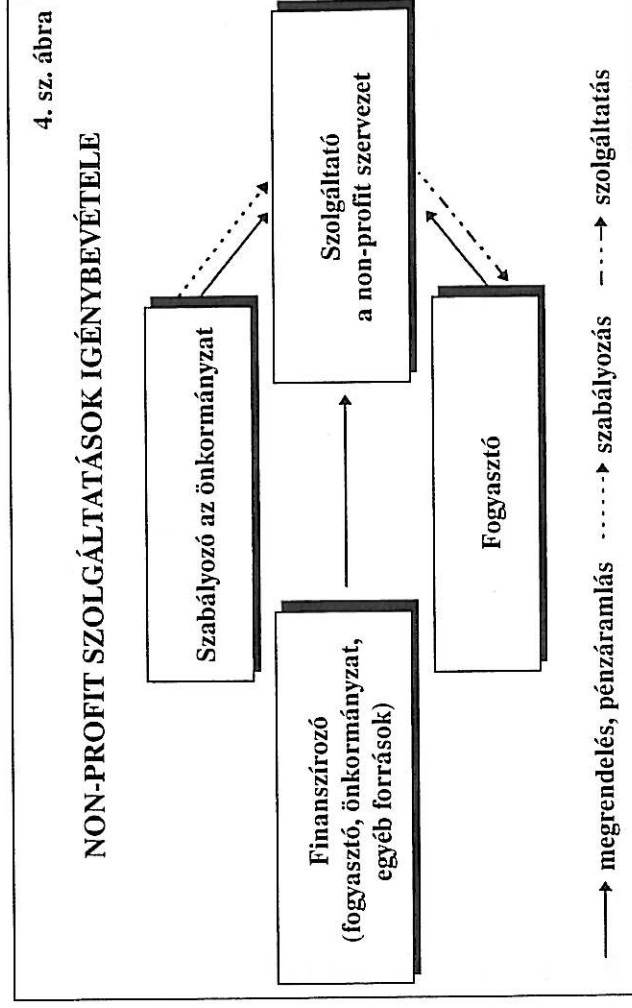 4. sz. ábra
NON-PROFIT SZOLGÁLTATÁSOK IGÉNYBEVÉTELE
Szabályozó az önkormányzat
Finanszírozó
(fogyasztó, önkormányzat,
egyéb források)
Szolgáltató
a non-profit szervezet
Fogyasztó
megrendelés, pénzáramlás szabályozás szolgáltatás